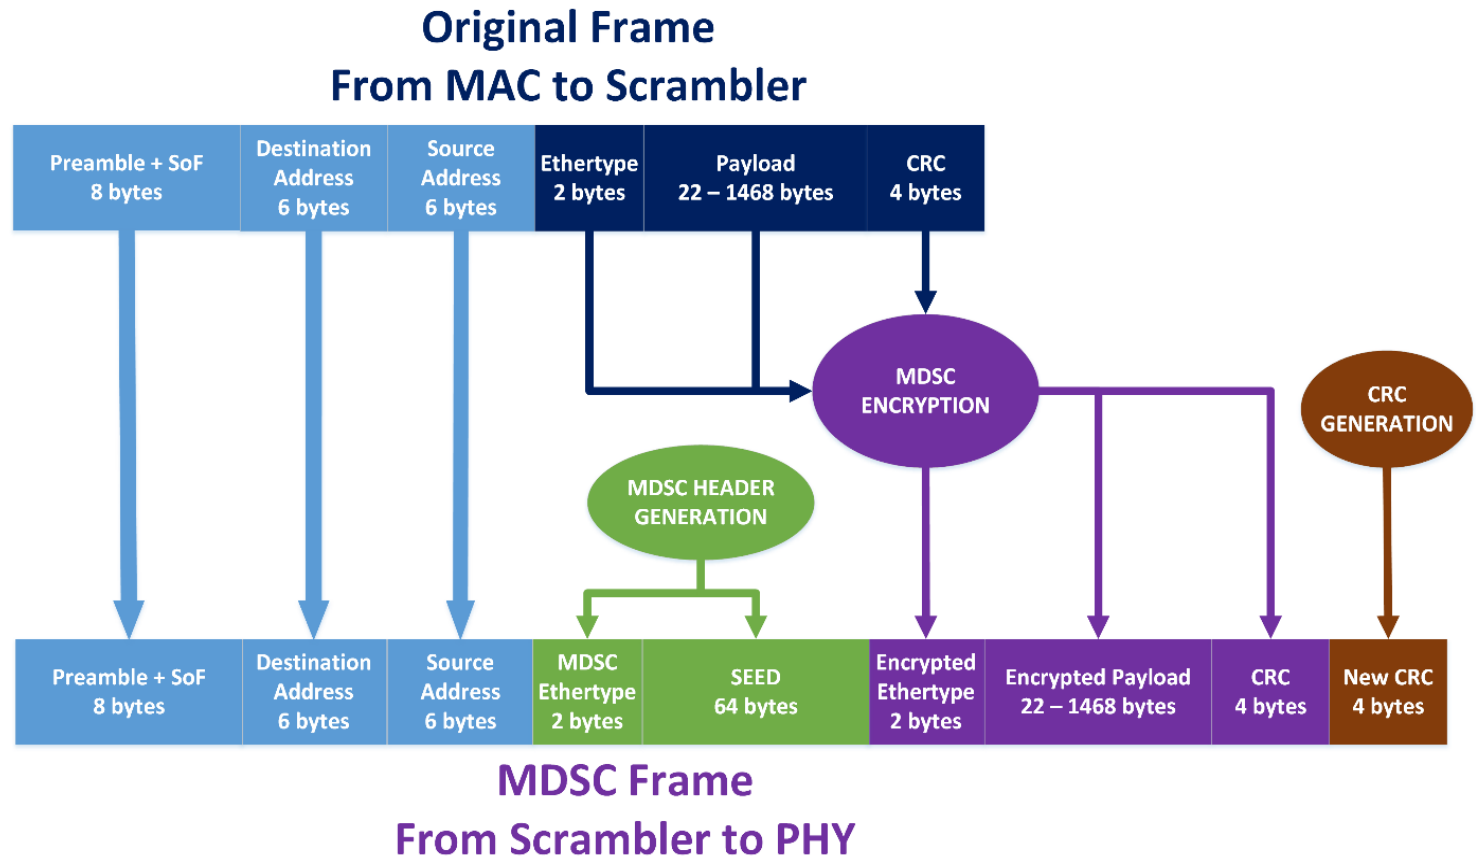 Original Frame
From MAC to Scrambler
Preamble + SoF
8 bytes
Destination
Address
6 bytes
Source
Address
6 bytes
Ethertype
2 bytes
Payload
22 – 1468 bytes
CRC
4 bytes
MDSC
ENCRYPTION
CRC
GENERATION
MDSC HEADER
GENERATION
Preamble + SoF
8 bytes
Destination
Address
6 bytes
Source
Address
6 bytes
MDSC
Ethertype
2 bytes
SEED
64 bytes
Encrypted
Ethertype
2 bytes
Encrypted Payload
22 – 1468 bytes
CRC
4 bytes
New CRC
4 bytes
MDSC Frame
From Scrambler to PHY